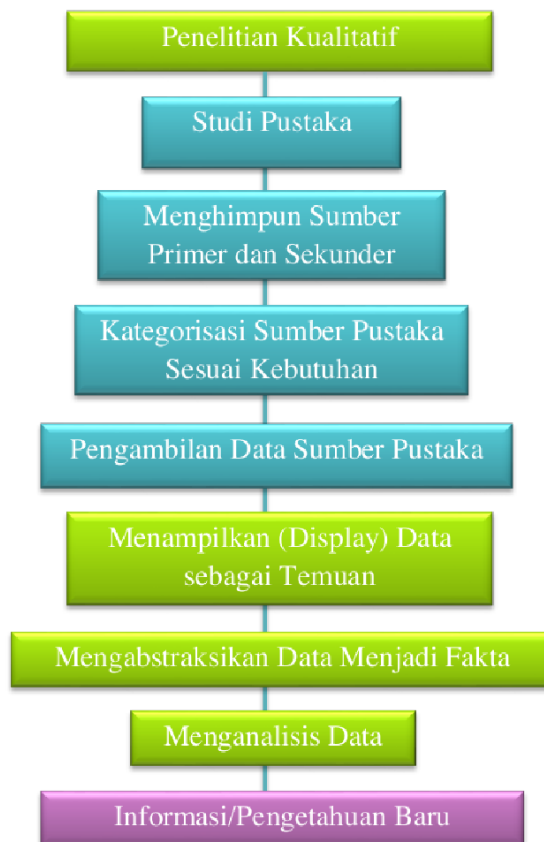 Penelitian Kualitatif
Studi Pustaka
Menghimpun Sumber
Primer dan Sekunder
Kategorisasi Sumber Pustaka
Sesuai Kebutuhan
Pengambilan Data Sumber Pustaka
Menampilkan (Display) Data
sebagai Temuan
Mengabstraksikan Data Menjadi Fakta
Menganalisis Data
Informasi/Pengetahuan Baru